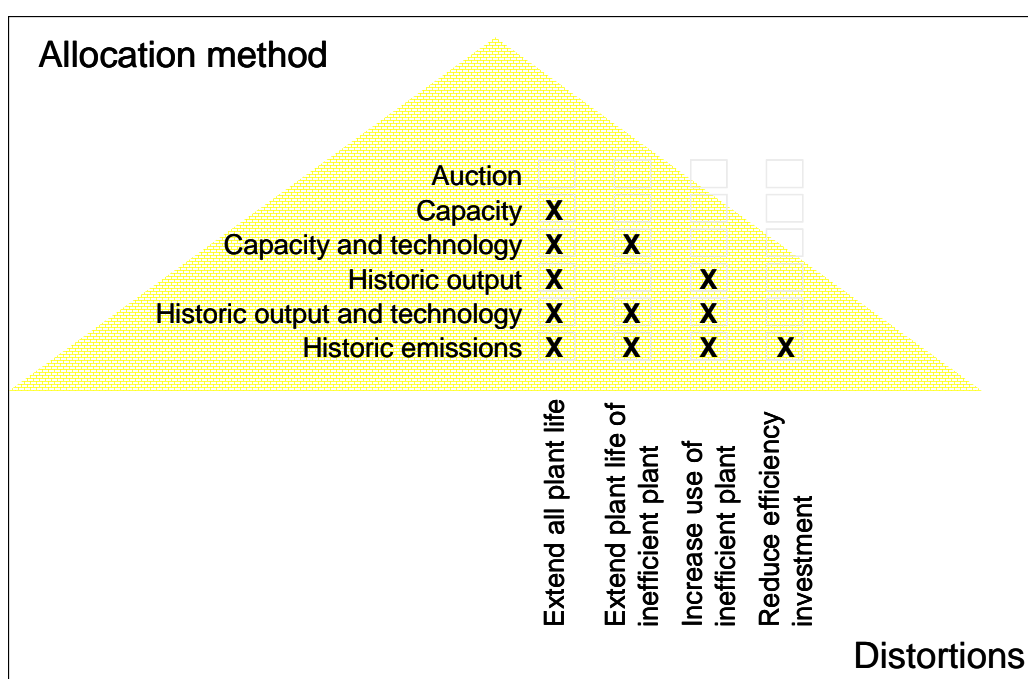 Allocation method
Auction
Capacity X
Capacity and technology X X
Historic output X X
Historic output and technology X X X
Historic emissions X X X X
Extend all plant life
Extend plant life of
inefficient plant
Increase use of
inefficient plant
Reduce efficiency
investment
Distortions